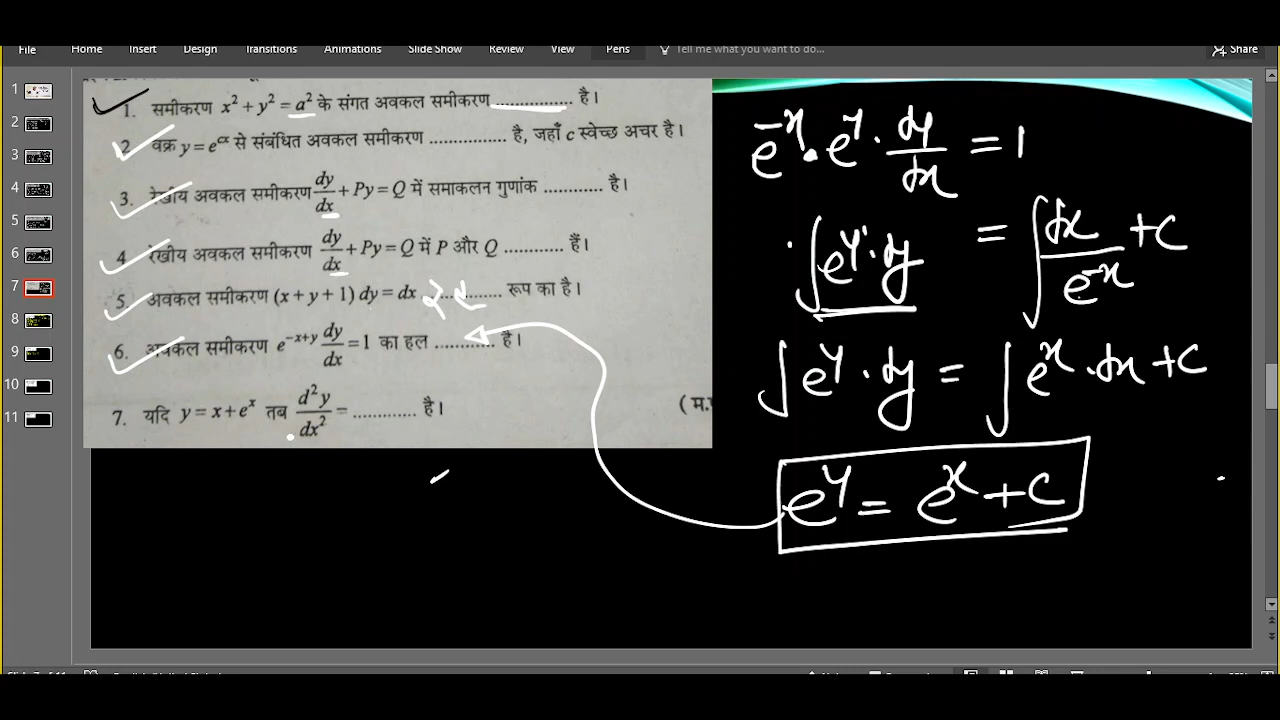 File Home Insert Design Transitions Animations Slide Show Review View Pens Tell me what you want to do... Share
1. समीकरण x² + y² = a² के संगत अवकल समीकरण ............... है।
2. वक्र y = e^{cx} से संबंधित अवकल समीकरण ............... है, जहाँ c स्वेच्छ अचर है।
3. रेखीय अवकल समीकरण dy/dx + Py = Q में समाकलन गुणांक ............ है।
4. रेखीय अवकल समीकरण dy/dx + Py = Q में P और Q ............ हैं।
5. अवकल समीकरण (x + y + 1) dy = dx ............ रूप का है।
6. अवकल समीकरण e^{-x+y} dy/dx = 1 का हल ............ है।
7. यदि y = x + e^x तब d²y/dx² = ............ है।
( म.
e^{-x} · e^y · dy/dx = 1
∫ e^y · dy = ∫ dx/e^{-x} + c
∫ e^y · dy = ∫ e^x · dx + c
e^y = e^x + c
1
2
3
4
5
6
7
8
9
10
11